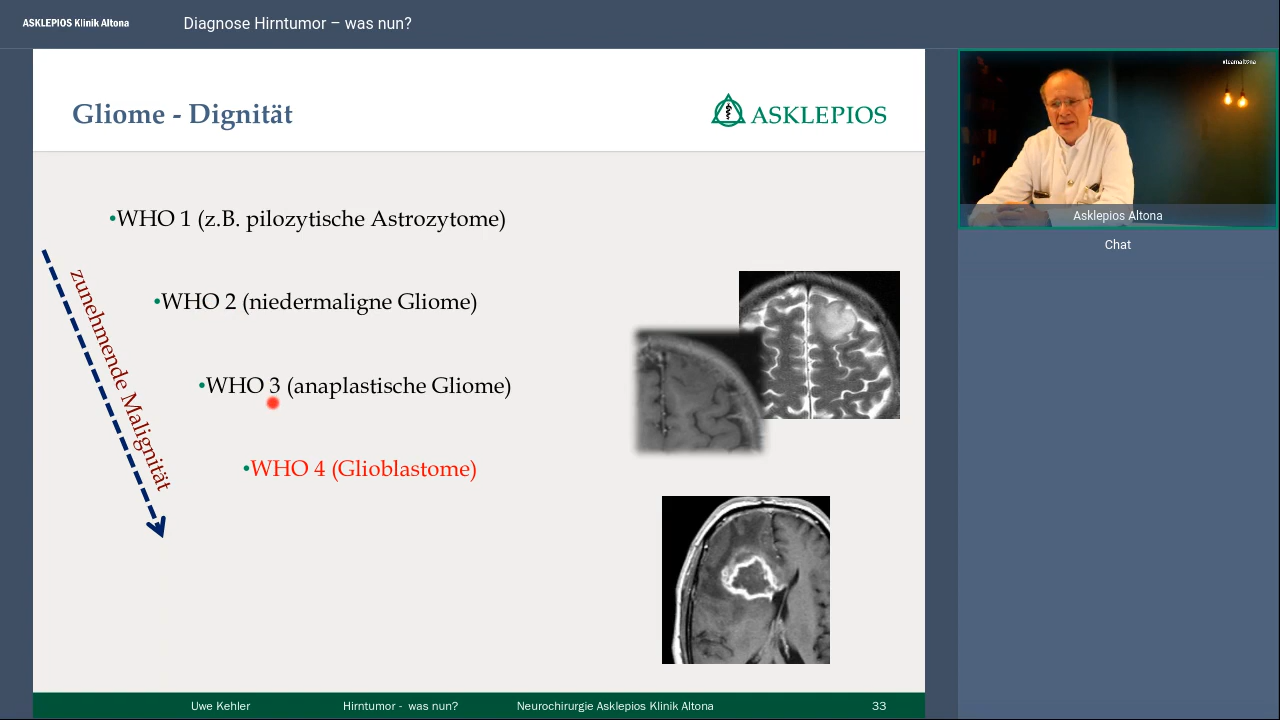 ASKLEPIOS Klinik Altona
Diagnose Hirntumor – was nun?
Gliome - Dignität
ASKLEPIOS
•WHO 1 (z.B. pilozytische Astrozytome)
•WHO 2 (niedermaligne Gliome)
•WHO 3 (anaplastische Gliome)
•WHO 4 (Glioblastome)
zunehmende Malignität
Uwe Kehler
Hirntumor - was nun?
Neurochirurgie Asklepios Klinik Altona
33
#teamaltona
Asklepios Altona
Chat